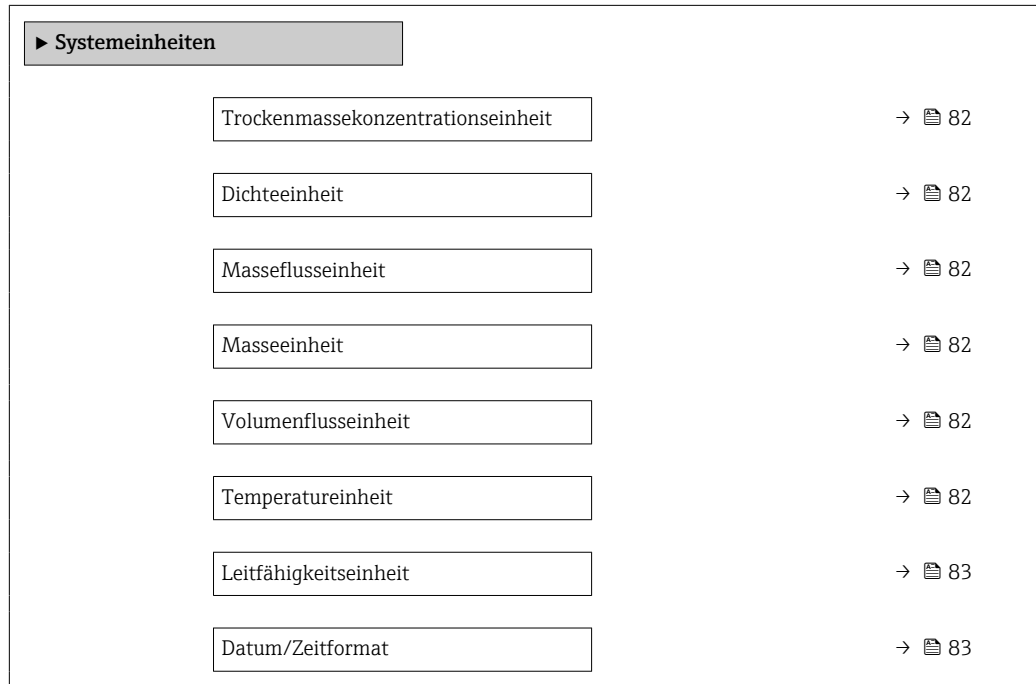 ▶ Systemeinheiten
Trockenmassekonzentrationseinheit → 82
Dichteeinheit → 82
Masseflusseinheit → 82
Masseeinheit → 82
Volumenflusseinheit → 82
Temperatureinheit → 82
Leitfähigkeitseinheit → 83
Datum/Zeitformat → 83